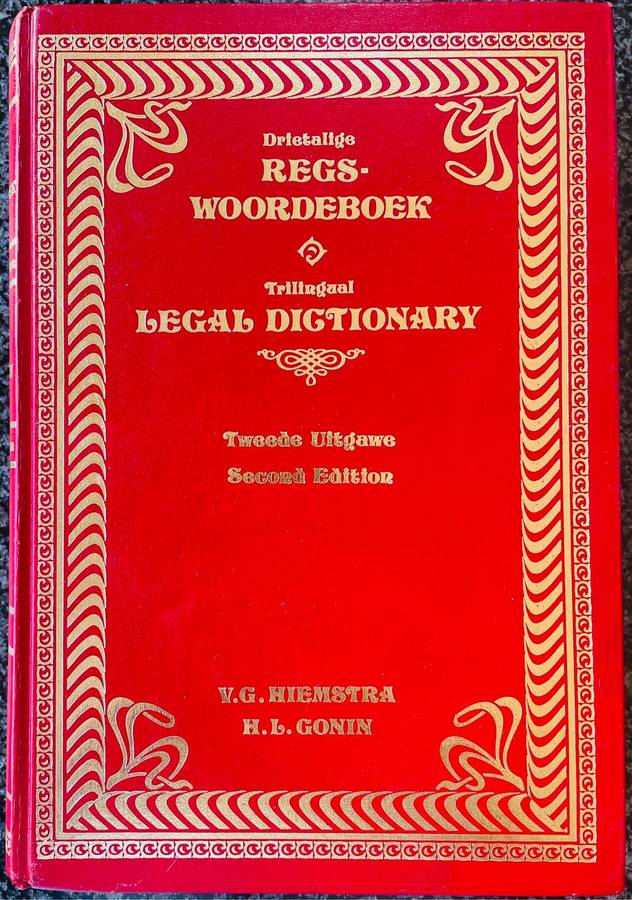 Drietalige
REGS-
WOORDEBOEK
Trilingual
LEGAL DICTIONARY
Tweede Uitgawe
Second Edition
V.G. HIEMSTRA
H.L. GONIN